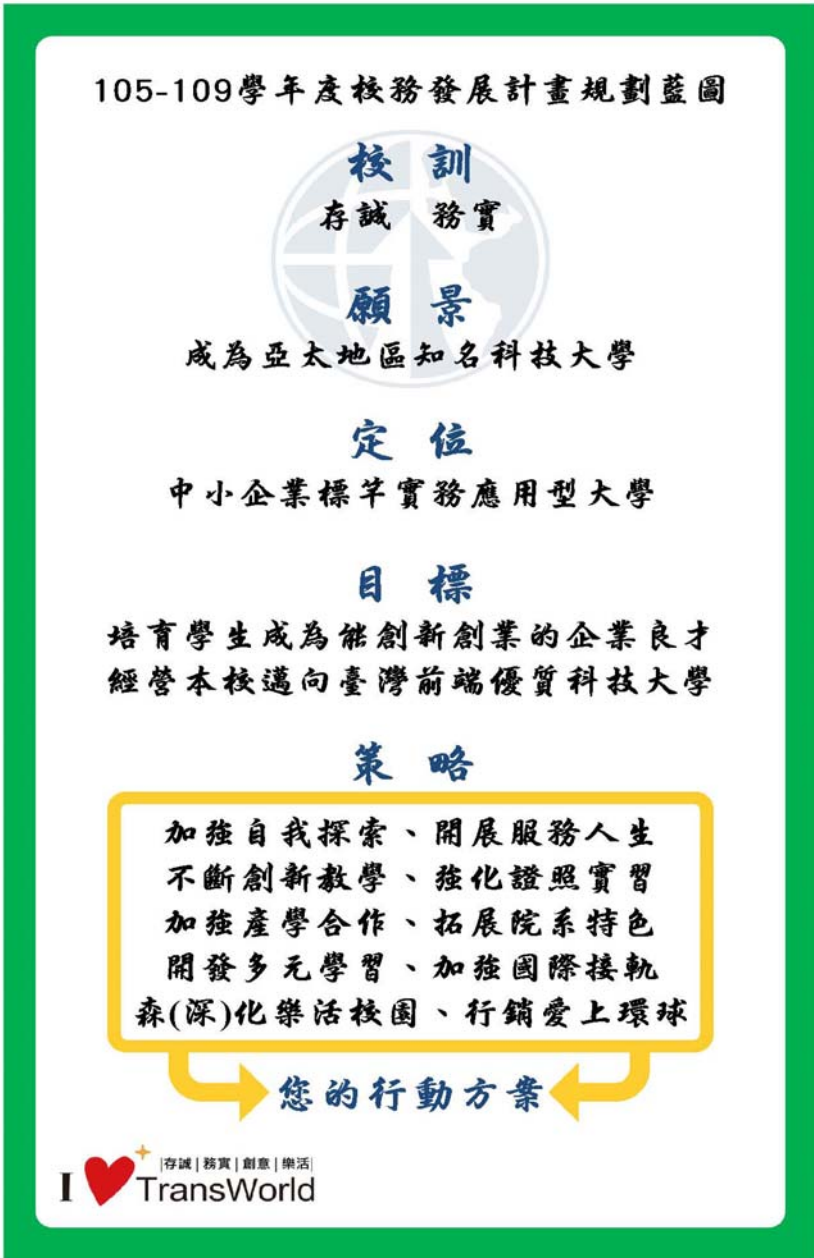 105-109學年度校務發展計畫規劃藍圖
校訓
存誠 務實
願景
成為亞太地區知名科技大學
定位
中小企業標竿實務應用型大學
目標
培育學生成為能創新創業的企業良才
經營本校邁向臺灣前端優質科技大學
策略
加強自我探索、開展服務人生
不斷創新教學、強化證照實習
加強產學合作、拓展院系特色
開發多元學習、加強國際接軌
森(深)化樂活校園、行銷愛上環球
您的行動方案
|存誠|務實|創意|樂活|
I TransWorld